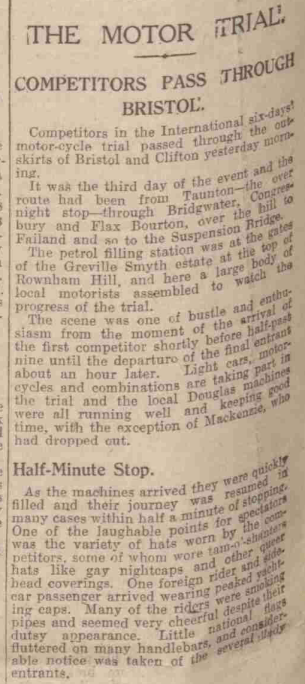 THE MOTOR TRIAL.
COMPETITORS PASS THROUGH
BRISTOL.
Competitors in the International six-days'
motor-cycle trial passed through the out-
skirts of Bristol and Clifton yesterday morn-
ing.
It was the third day of the event and the
route had been from Taunton—the over
night stop—through Bridgwater, Congres-
bury and Flax Bourton, over the hill to
Failand and so to the Suspension Bridge.
The petrol filling station was at the gates
of the Greville Smyth estate at the top of
Rownham Hill, and here a large body of
local motorists assembled to watch the
progress of the trial.
The scene was one of bustle and enthu-
siasm from the moment of the arrival of
the first competitor shortly before half-past
nine until the departure of the final entrant
about an hour later. Light cars, motor-
cycles and combinations are taking part in
the trial and the local Douglas machines
were all running well and keeping good
time, with the exception of Mackenzie, who
had dropped out.
Half-Minute Stop.
As the machines arrived they were quickly
filled and their journey was resumed in
many cases within half a minute of stopping.
One of the laughable points for spectators
was the variety of hats worn by the com-
petitors, some of whom wore tam-o'-shanters
hats like gay nightcaps and other queer
head coverings. One foreign rider and side-
car passenger arrived wearing peaked yacht-
ing caps. Many of the riders were smoking
pipes and seemed very cheerful despite their
dutsy appearance. Little national flags
fluttered on many handlebars, and consider-
able notice was taken of the several
entrants.